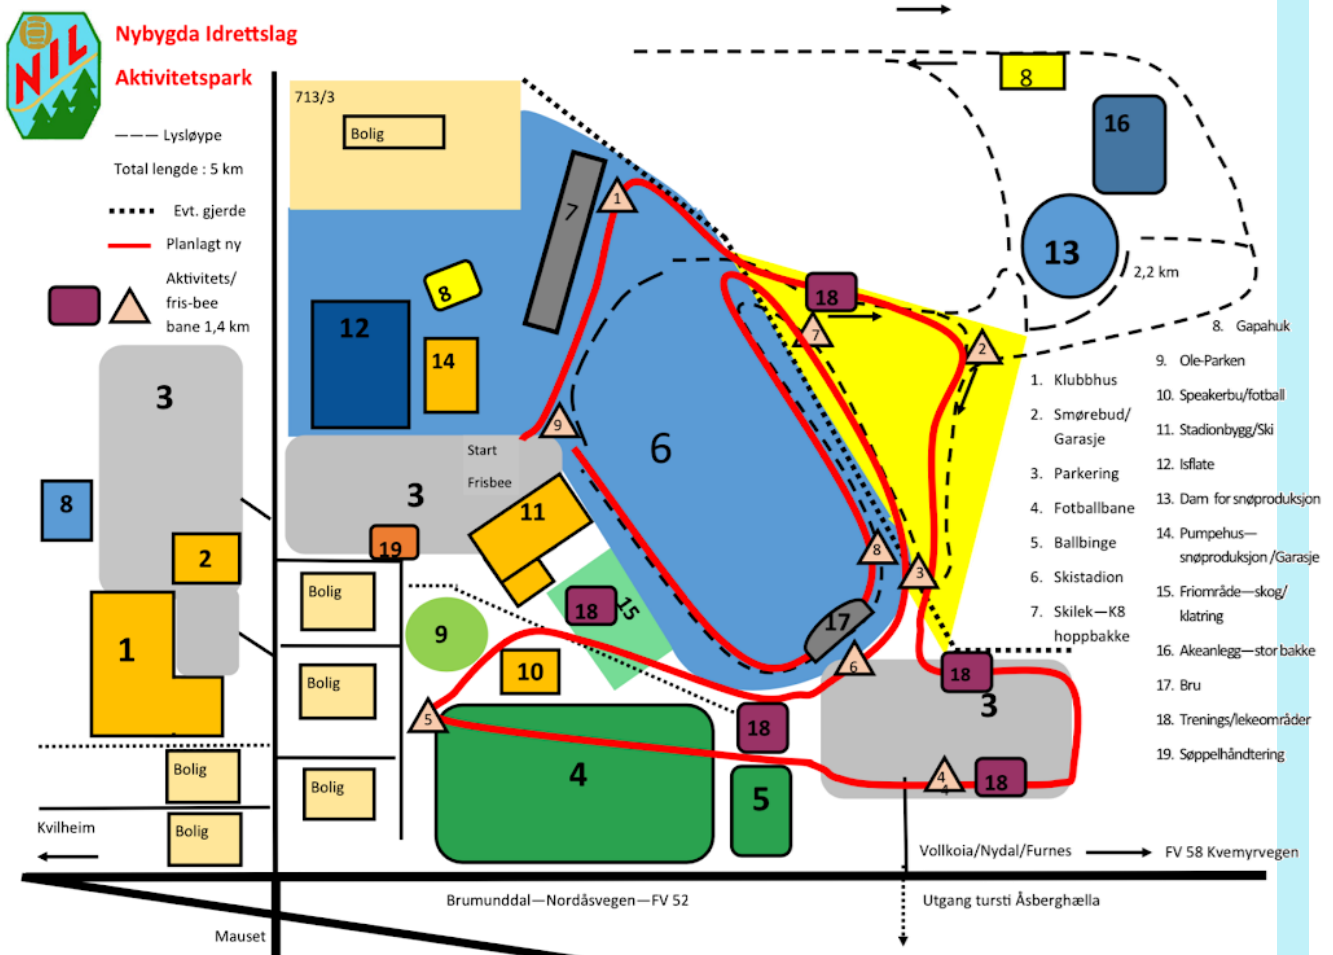 NIL
Nybygda Idrettslag
Aktivitetspark
Lysløype
Total lengde : 5 km
Evt. gjerde
Planlagt ny
Aktivitets/
fris-bee
bane 1,4 km
713/3
Bolig
8
16
13
2,2 km
7
1
8
12
14
18
7
2
3
9
6
Start
Frisbee
3
11
8
2
19
8
3
1
Bolig
9
18
15
17
10
6
18
3
5
Bolig
18
4
5
4
4
18
Bolig
Bolig
Bolig
Kvilheim
1. Klubbhus
2. Smørebud/
Garasje
3. Parkering
4. Fotballbane
5. Ballbinge
6. Skistadion
7. Skilek—K8
hoppbakke
8. Gapahuk
9. Ole-Parken
10. Speakerbu/fotball
11. Stadionbygg/Ski
12. Isflate
13. Dam for snøproduksjon
14. Pumpehus—
snøproduksjon /Garasje
15. Friområde—skog/
klatring
16. Akeanlegg—stor bakke
17. Bru
18. Trenings/lekeområder
19. Søppelhåndtering
Vollkoia/Nydal/Furnes
FV 58 Kvemyrvegen
Brumunddal—Nordåsvegen—FV 52
Utgang tursti Åsberghælla
Mauset